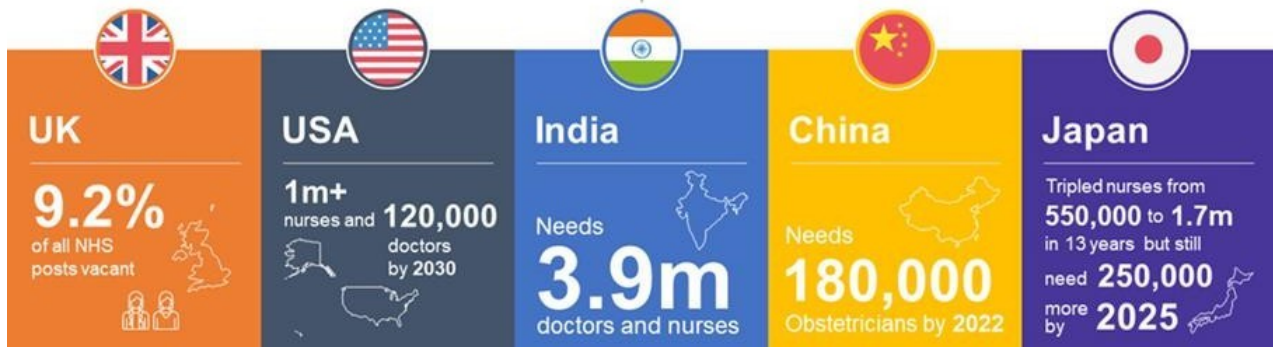 UK
9.2%
of all NHS
posts vacant
USA
1m+
nurses and 120,000
doctors
by 2030
India
Needs
3.9m
doctors and nurses
China
Needs
180,000
Obstetricians by 2022
Japan
Tripled nurses from
550,000 to 1.7m
in 13 years but still
need 250,000
more by 2025